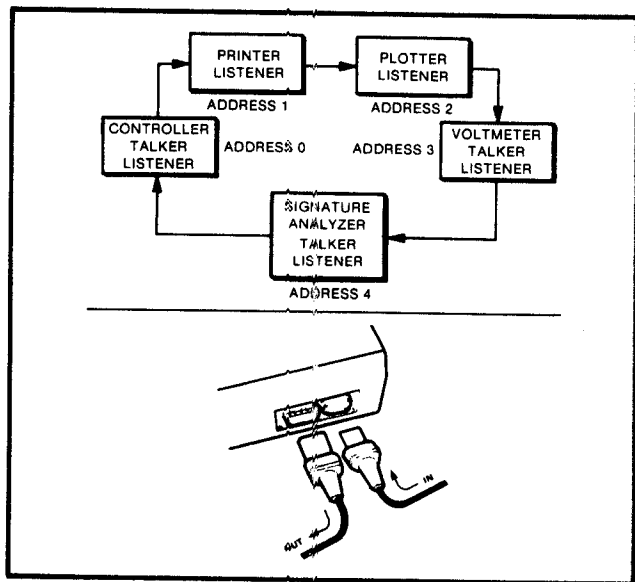 PRINTER
LISTENER
ADDRESS 1
PLOTTER
LISTENER
ADDRESS 2
CONTROLLER
TALKER
LISTENER
ADDRESS 0
ADDRESS 3
VOLTMETER
TALKER
LISTENER
SIGNATURE
ANALYZER
TALKER
LISTENER
ADDRESS 4
IN
OUT